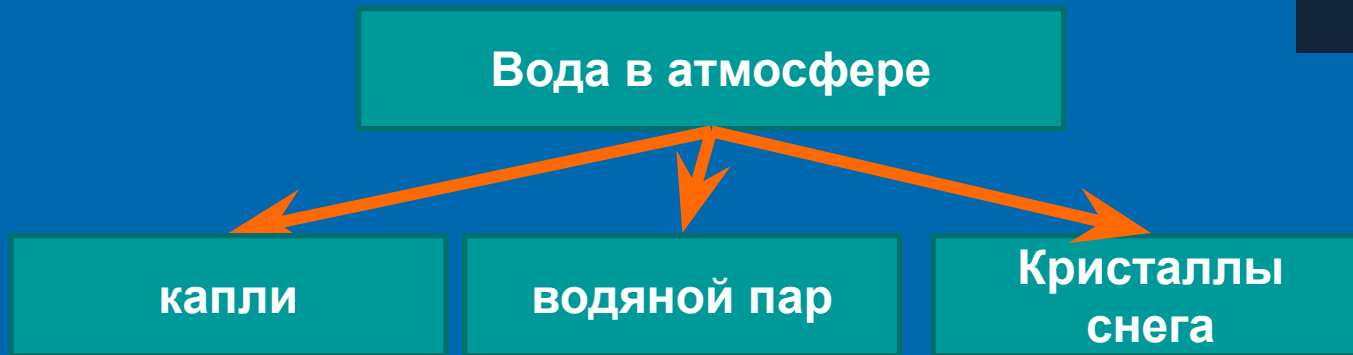 Вода в атмосфере
капли
водяной пар
Кристаллы
снега